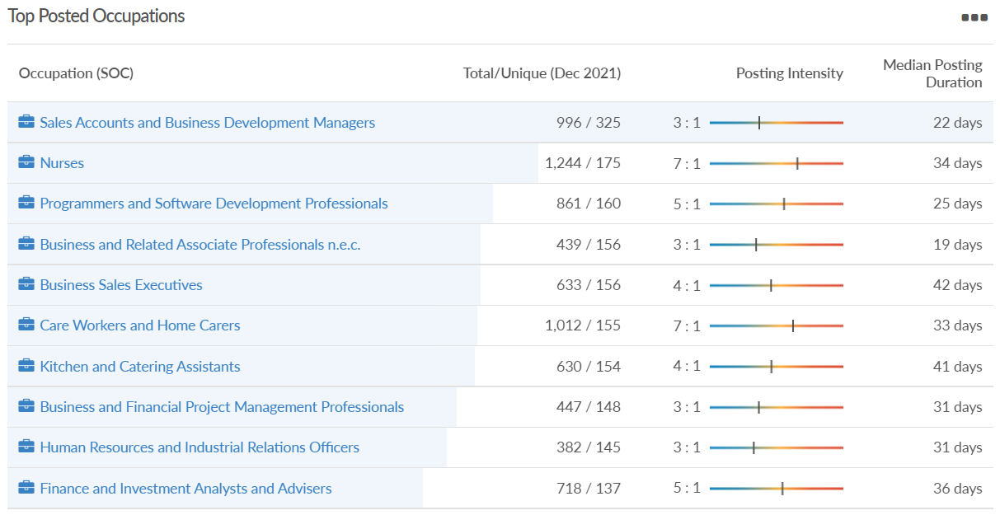 Top Posted Occupations
Occupation (SOC) Total/Unique (Dec 2021) Posting Intensity Median Posting Duration
Sales Accounts and Business Development Managers 996 / 325 3 : 1 22 days
Nurses 1,244 / 175 7 : 1 34 days
Programmers and Software Development Professionals 861 / 160 5 : 1 25 days
Business and Related Associate Professionals n.e.c. 439 / 156 3 : 1 19 days
Business Sales Executives 633 / 156 4 : 1 42 days
Care Workers and Home Carers 1,012 / 155 7 : 1 33 days
Kitchen and Catering Assistants 630 / 154 4 : 1 41 days
Business and Financial Project Management Professionals 447 / 148 3 : 1 31 days
Human Resources and Industrial Relations Officers 382 / 145 3 : 1 31 days
Finance and Investment Analysts and Advisers 718 / 137 5 : 1 36 days